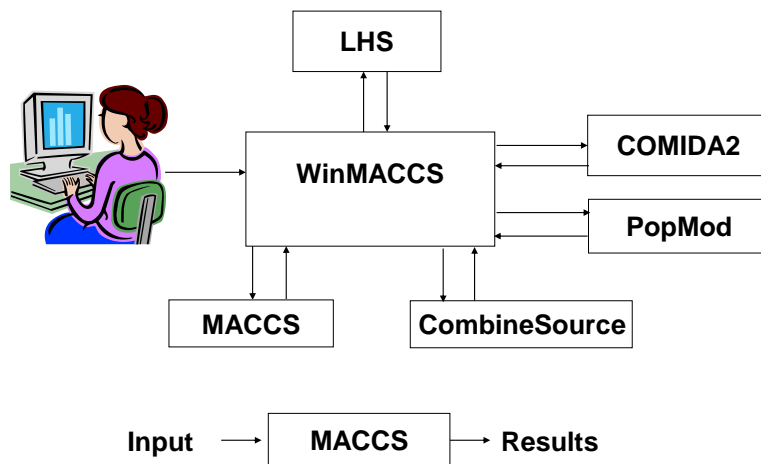 LHS
WinMACCS
COMIDA2
PopMod
MACCS
CombineSource
Input
MACCS
Results